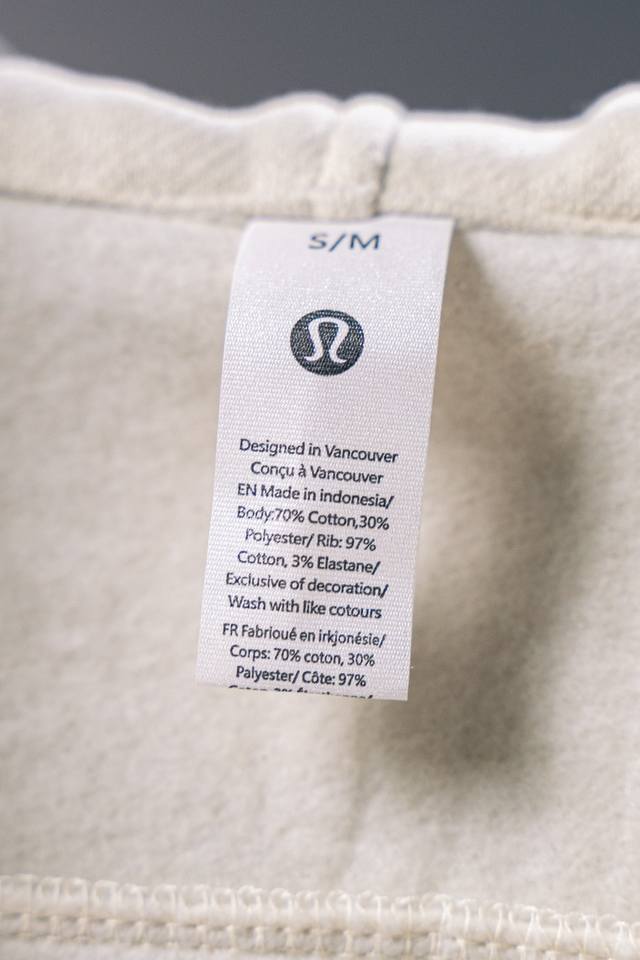 S/M
Designed in Vancouver
Conçu à Vancouver
EN Made in indonesia/
Body:70% Cotton,30%
Polyester/ Rib: 97%
Cotton, 3% Elastane/
Exclusive of decoration/
Wash with like cotours
FR Fabrioué en irkjonésie/
Corps: 70% coton, 30%
Palyester/ Côte: 97%